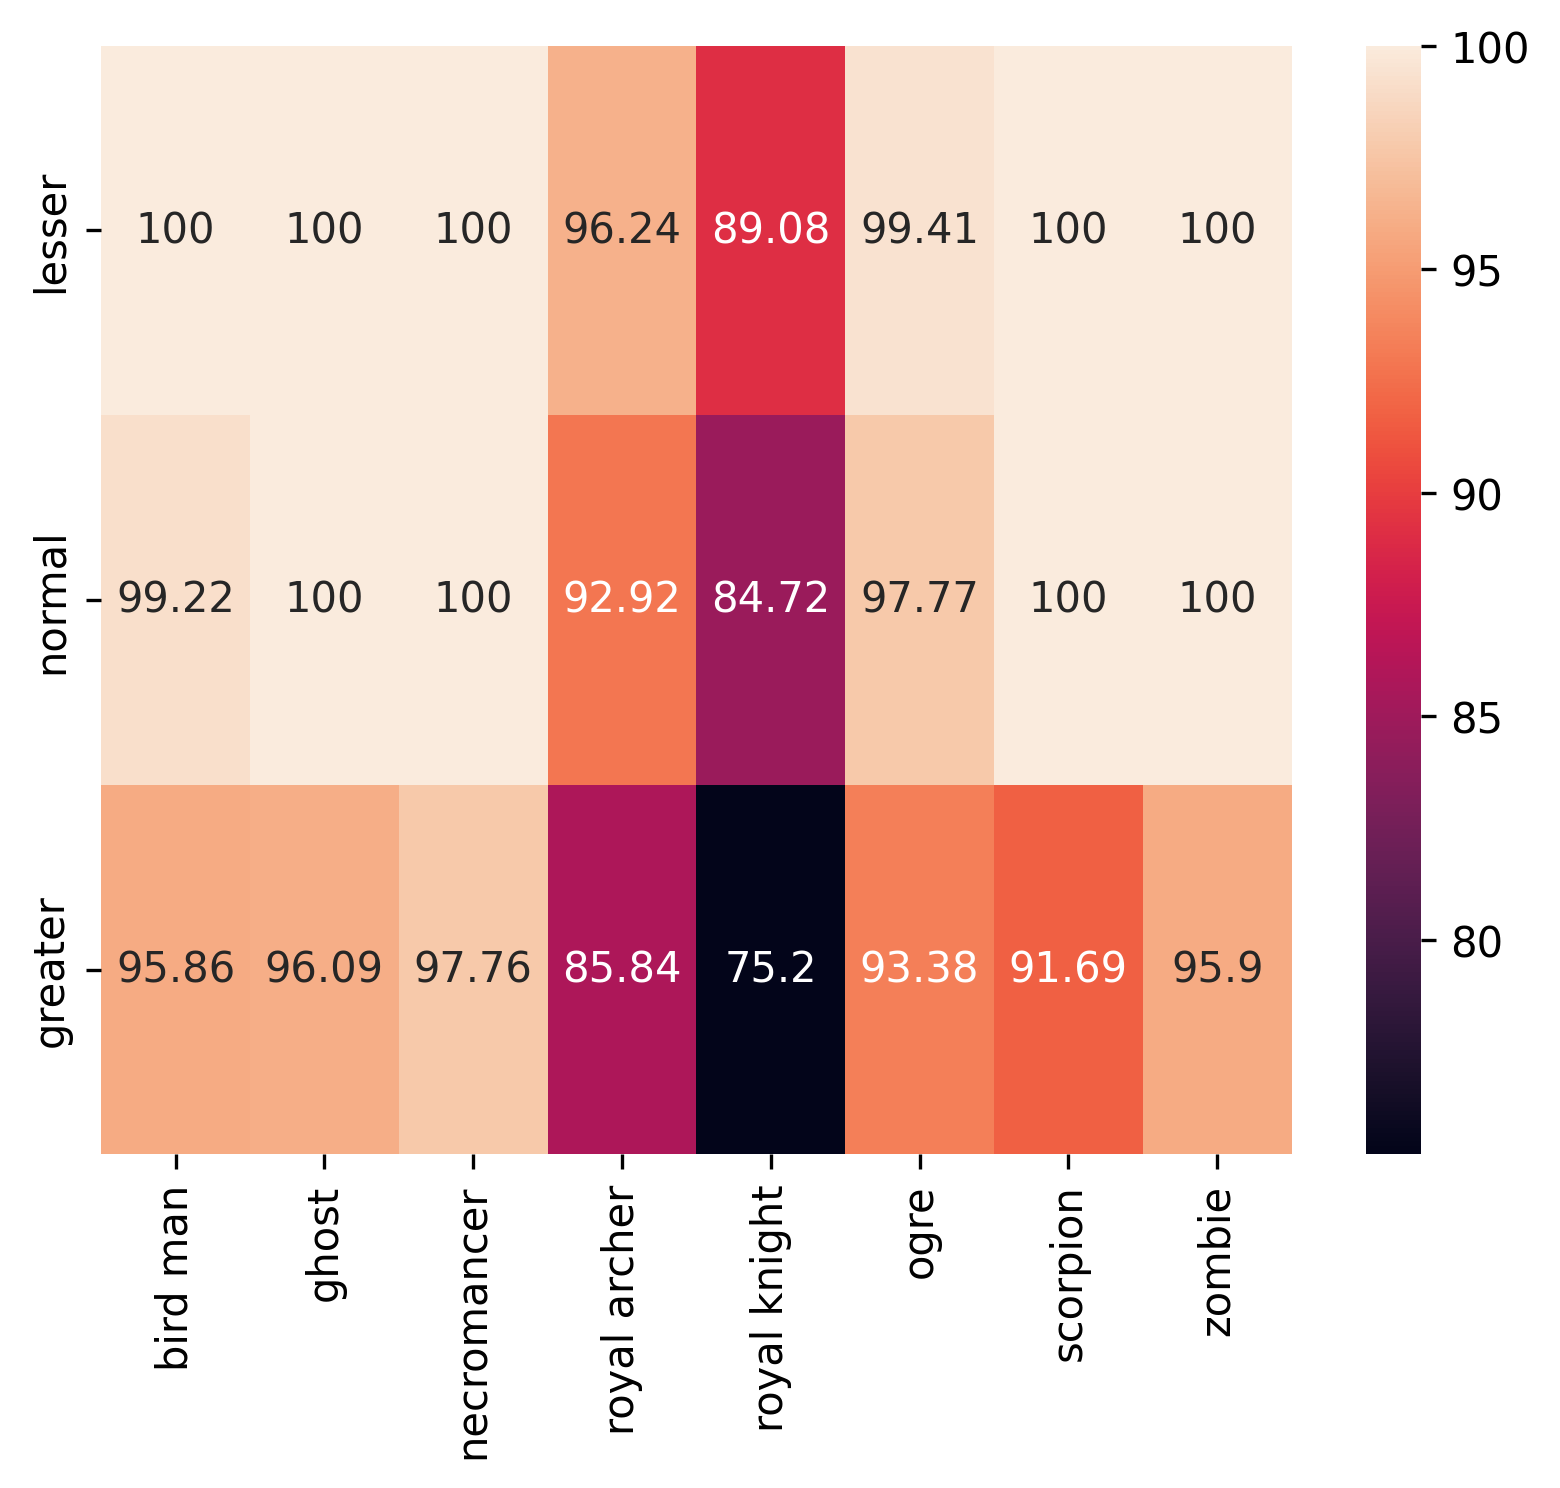 lesser 100 100 100 96.24 89.08 99.41 100 100
normal 99.22 100 100 92.92 84.72 97.77 100 100
greater 95.86 96.09 97.76 85.84 75.2 93.38 91.69 95.9
bird man
ghost
necromancer
royal archer
royal knight
ogre
scorpion
zombie
100
95
90
85
80